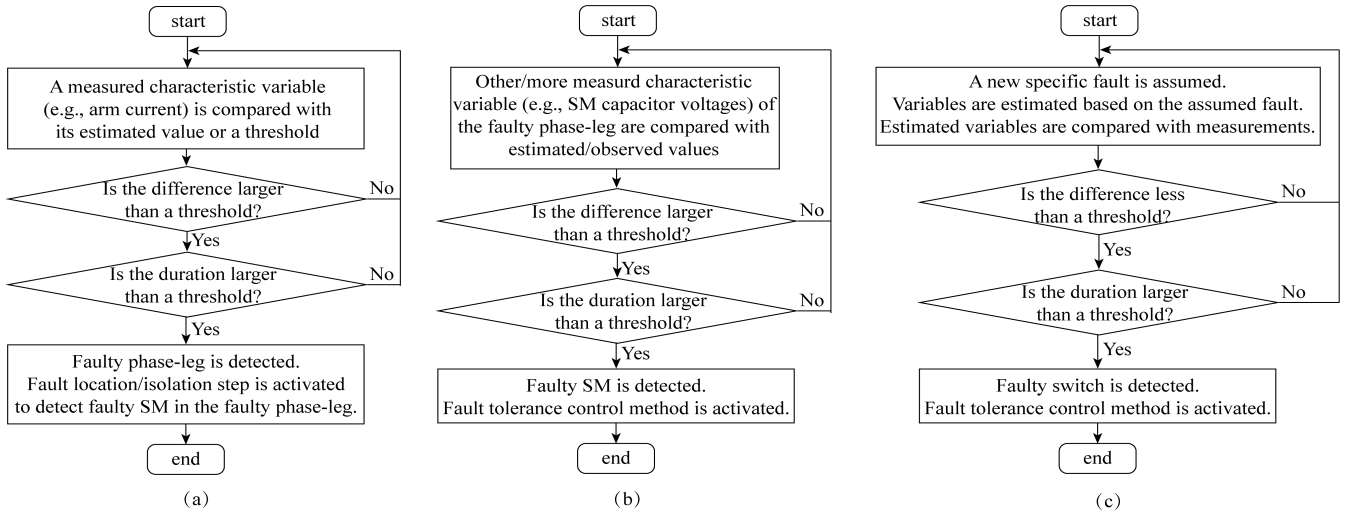 start
A measured characteristic variable
(e.g., arm current) is compared with
its estimated value or a threshold
Is the difference larger
than a threshold?
No
Yes
Is the duration larger
than a threshold?
No
Yes
Faulty phase-leg is detected.
Fault location/isolation step is activated
to detect faulty SM in the faulty phase-leg.
end
(a)
start
Other/more measurd characteristic
variable (e.g., SM capacitor voltages) of
the faulty phase-leg are compared with
estimated/observed values
Is the difference larger
than a threshold?
No
Yes
Is the duration larger
than a threshold?
No
Yes
Faulty SM is detected.
Fault tolerance control method is activated.
end
(b)
start
A new specific fault is assumed.
Variables are estimated based on the assumed fault.
Estimated variables are compared with measurements.
Is the difference less
than a threshold?
No
Yes
Is the duration larger
than a threshold?
No
Yes
Faulty switch is detected.
Fault tolerance control method is activated.
end
(c)